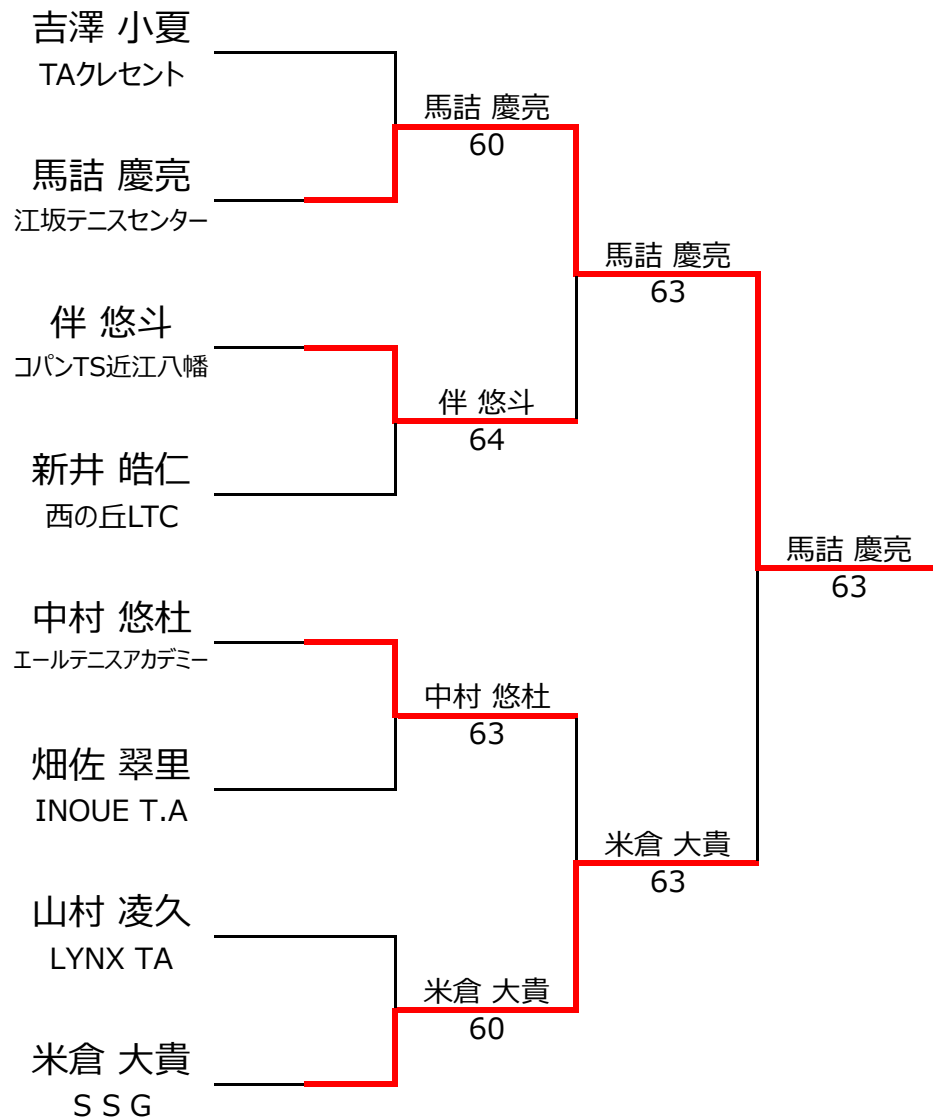 吉澤 小夏
TAクレセント
馬詰 慶亮
60
馬詰 慶亮
江坂テニスセンター
馬詰 慶亮
63
伴 悠斗
コパンTS近江八幡
伴 悠斗
64
新井 皓仁
西の丘LTC
馬詰 慶亮
63
中村 悠杜
エールテニスアカデミー
中村 悠杜
63
畑佐 翠里
INOUE T.A
米倉 大貴
63
山村 凌久
LYNX TA
米倉 大貴
60
米倉 大貴
S S G